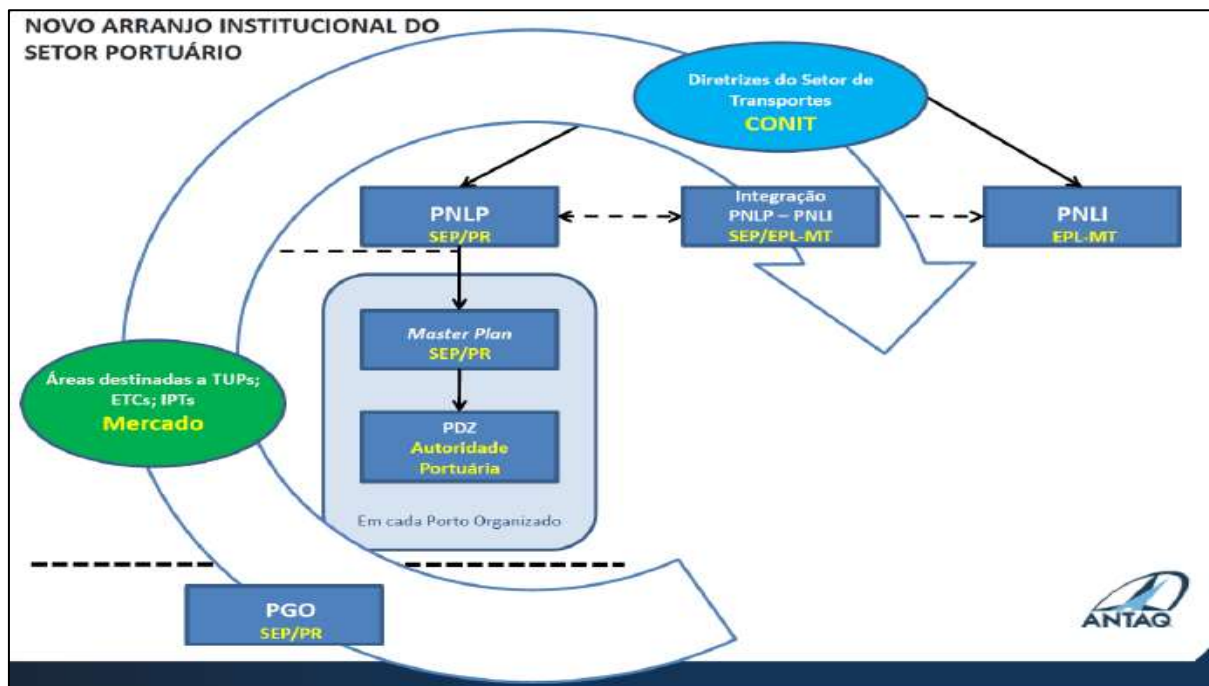 NOVO ARRANJO INSTITUCIONAL DO
SETOR PORTUÁRIO
Diretrizes do Setor de
Transportes
CONIT
PNLP
SEP/PR
Integração
PNLP – PNLI
SEP/EPL-MT
PNLI
EPL-MT
Master Plan
SEP/PR
Áreas destinadas a TUPs;
ETCs; IPTs
Mercado
PDZ
Autoridade
Portuária
Em cada Porto Organizado
PGO
SEP/PR
ANTAQ